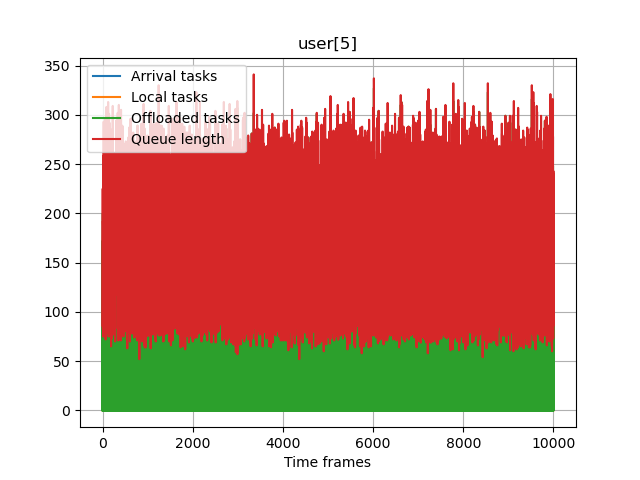 user[5]
Arrival tasks
Local tasks
Offloaded tasks
Queue length
350
300
250
200
150
100
50
0
0 2000 4000 6000 8000 10000
Time frames